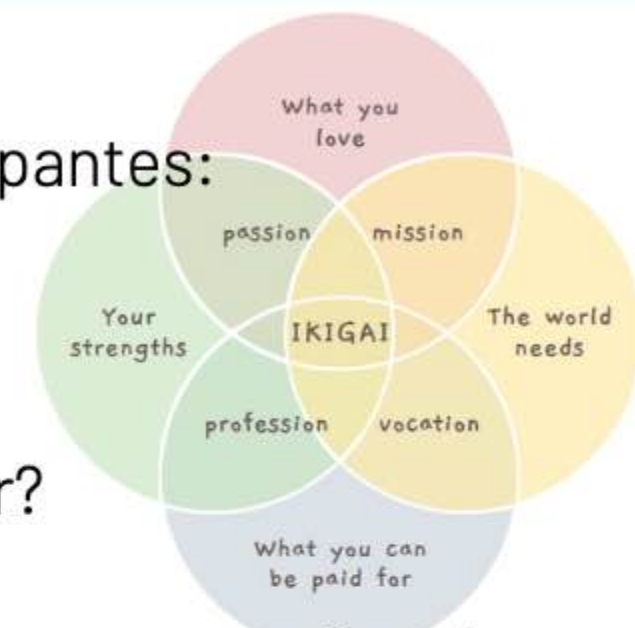 What you
love
pantes:
passion
mission
Your
strengths
IKIGAI
The world
needs
profession
vocation
r?
What you can
be paid for